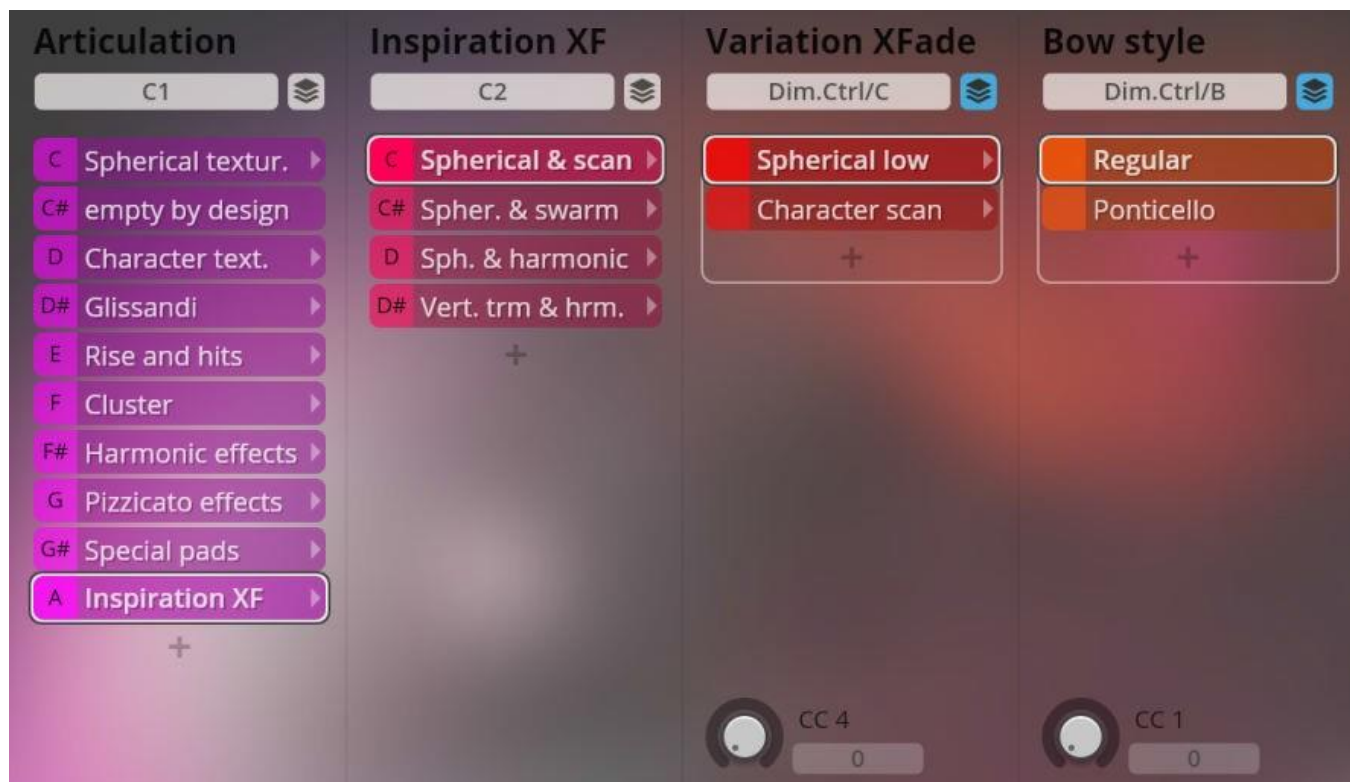 Articulation
C1
C Spherical textur.
C# empty by design
D Character text.
D# Glissandi
E Rise and hits
F Cluster
F# Harmonic effects
G Pizzicato effects
G# Special pads
A Inspiration XF
+
Inspiration XF
C2
C Spherical & scan
C# Spher. & swarm
D Sph. & harmonic
D# Vert. trm & hrm.
+
Variation XFade
Dim.Ctrl/C
Spherical low
Character scan
+
CC 4
0
Bow style
Dim.Ctrl/B
Regular
Ponticello
+
CC 1
0